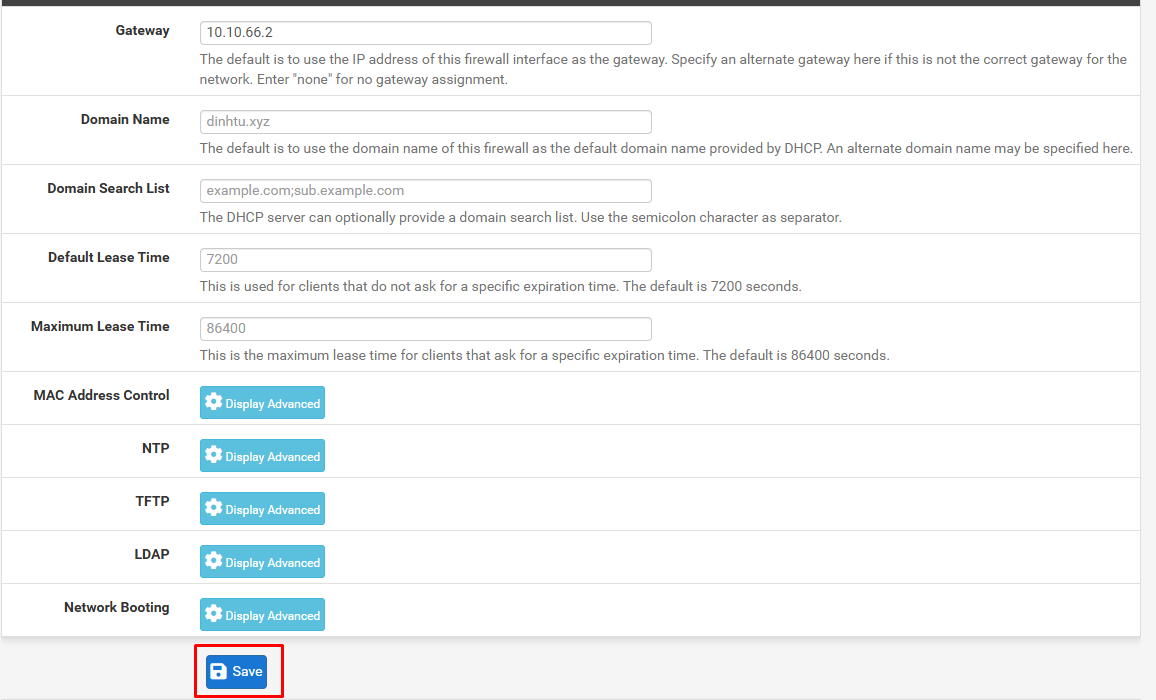 Gateway
10.10.66.2
The default is to use the IP address of this firewall interface as the gateway. Specify an alternate gateway here if this is not the correct gateway for the
network. Enter "none" for no gateway assignment.
Domain Name
dinhtu.xyz
The default is to use the domain name of this firewall as the default domain name provided by DHCP. An alternate domain name may be specified here.
Domain Search List
example.com;sub.example.com
The DHCP server can optionally provide a domain search list. Use the semicolon character as separator.
Default Lease Time
7200
This is used for clients that do not ask for a specific expiration time. The default is 7200 seconds.
Maximum Lease Time
86400
This is the maximum lease time for clients that ask for a specific expiration time. The default is 86400 seconds.
MAC Address Control
Display Advanced
NTP
Display Advanced
TFTP
Display Advanced
LDAP
Display Advanced
Network Booting
Display Advanced
Save